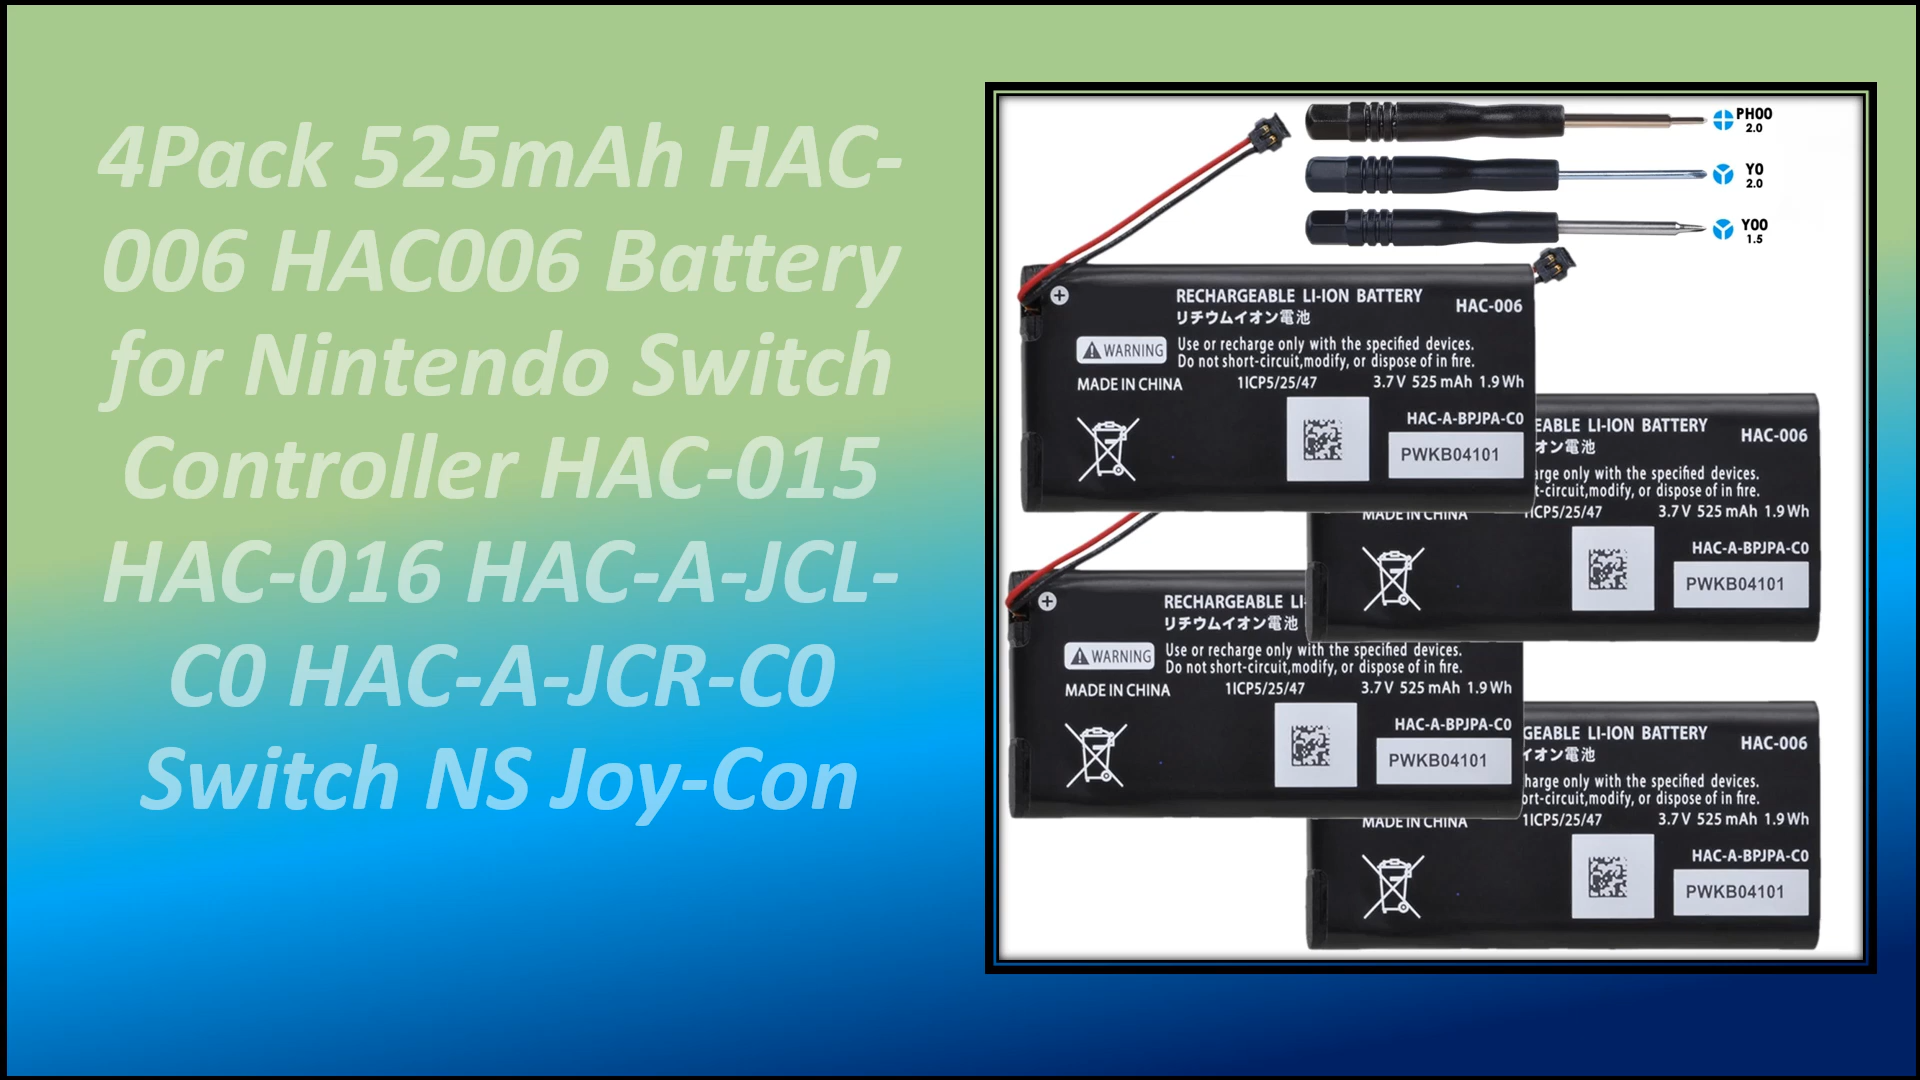 4Pack 525mAh HAC-
006 HAC006 Battery
for Nintendo Switch
Controller HAC-015
HAC-016 HAC-A-JCL-
C0 HAC-A-JCR-C0
Switch NS Joy-Con
PH00
2.0
Y0
2.0
Y00
1.5
RECHARGEABLE LI-ION BATTERY
HAC-006
リチウムイオン電池
WARNING
Use or recharge only with the specified devices.
Do not short-circuit,modify, or dispose of in fire.
MADE IN CHINA 1ICP5/25/47 3.7 V 525 mAh 1.9 Wh
HAC-A-BPJPA-C0
PWKB04101
EABLE LI-ION BATTERY
HAC-006
オン電池
arge only with the specified devices.
t-circuit,modify, or dispose of in fire.
MADE IN CHINA 1ICP5/25/47 3.7 V 525 mAh 1.9 Wh
HAC-A-BPJPA-C0
PWKB04101
RECHARGEABLE LI-
リチウムイオン電池
WARNING
Use or recharge only with the specified devices.
Do not short-circuit,modify, or dispose of in fire.
MADE IN CHINA 1ICP5/25/47 3.7 V 525 mAh 1.9 Wh
HAC-A-BPJPA-C0
PWKB04101
GEABLE LI-ION BATTERY
HAC-006
イオン電池
harge only with the specified devices.
ort-circuit,modify, or dispose of in fire.
MADE IN CHINA 1ICP5/25/47 3.7 V 525 mAh 1.9 Wh
HAC-A-BPJPA-C0
PWKB04101